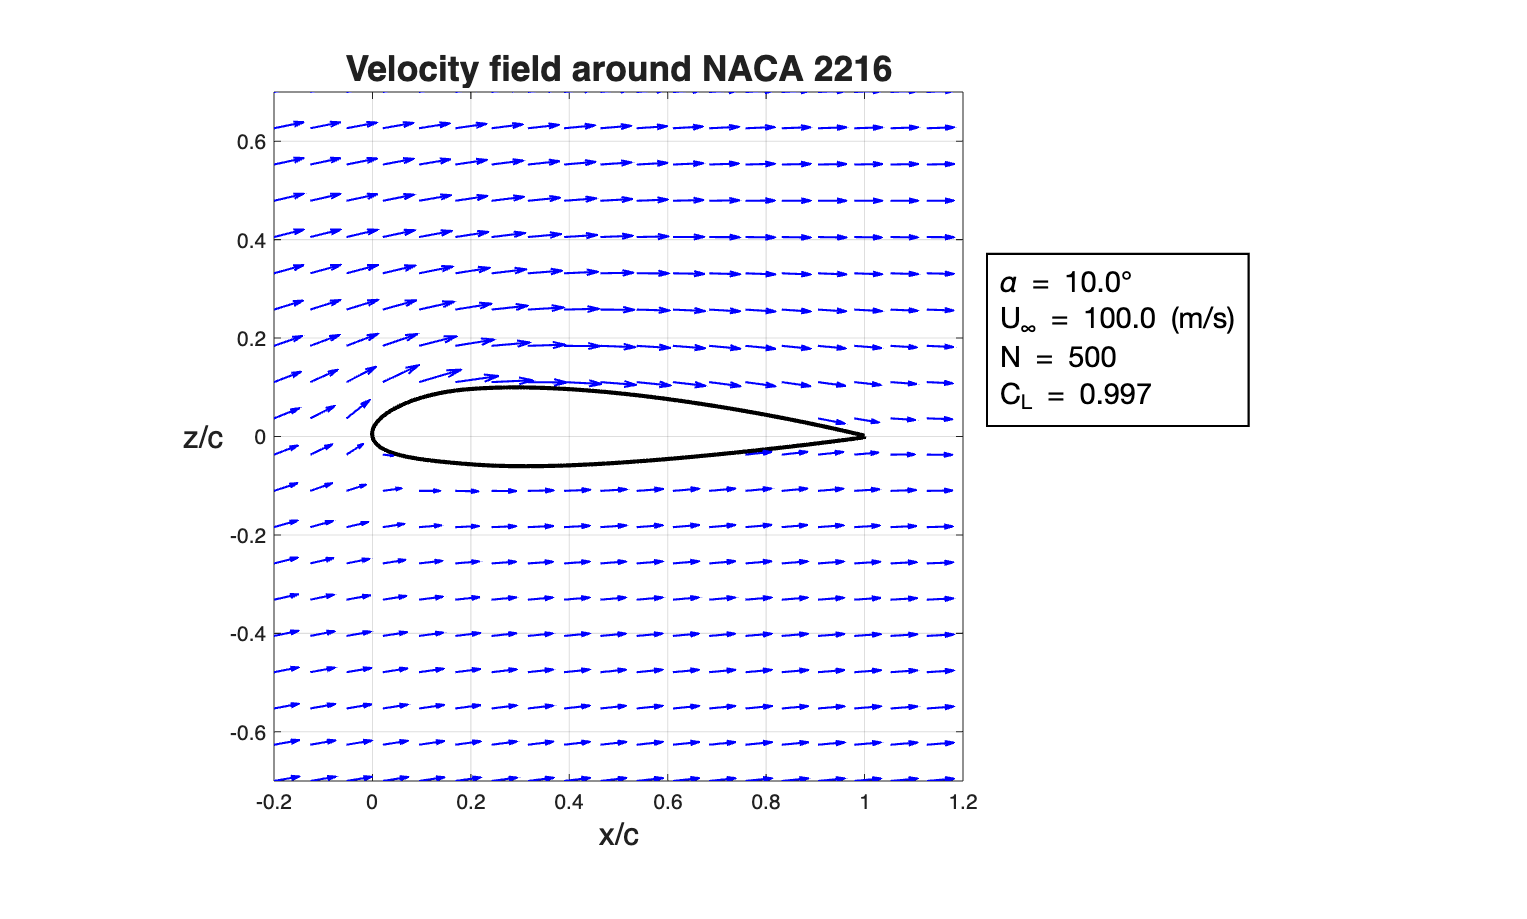 Velocity field around NACA 2216
0.6
0.4
0.2
0
-0.2
-0.4
-0.6
z/c
-0.2 0 0.2 0.4 0.6 0.8 1 1.2
x/c
α = 10.0°
U∞ = 100.0 (m/s)
N = 500
CL = 0.997